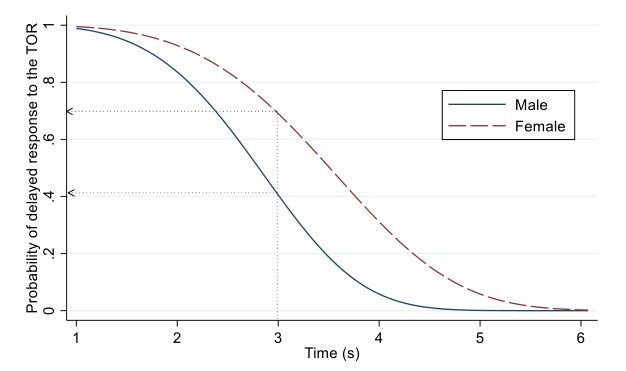 Probability of delayed response to the TOR
1
.8
.6
.4
.2
0
Male
Female
1 2 3 4 5 6
Time (s)